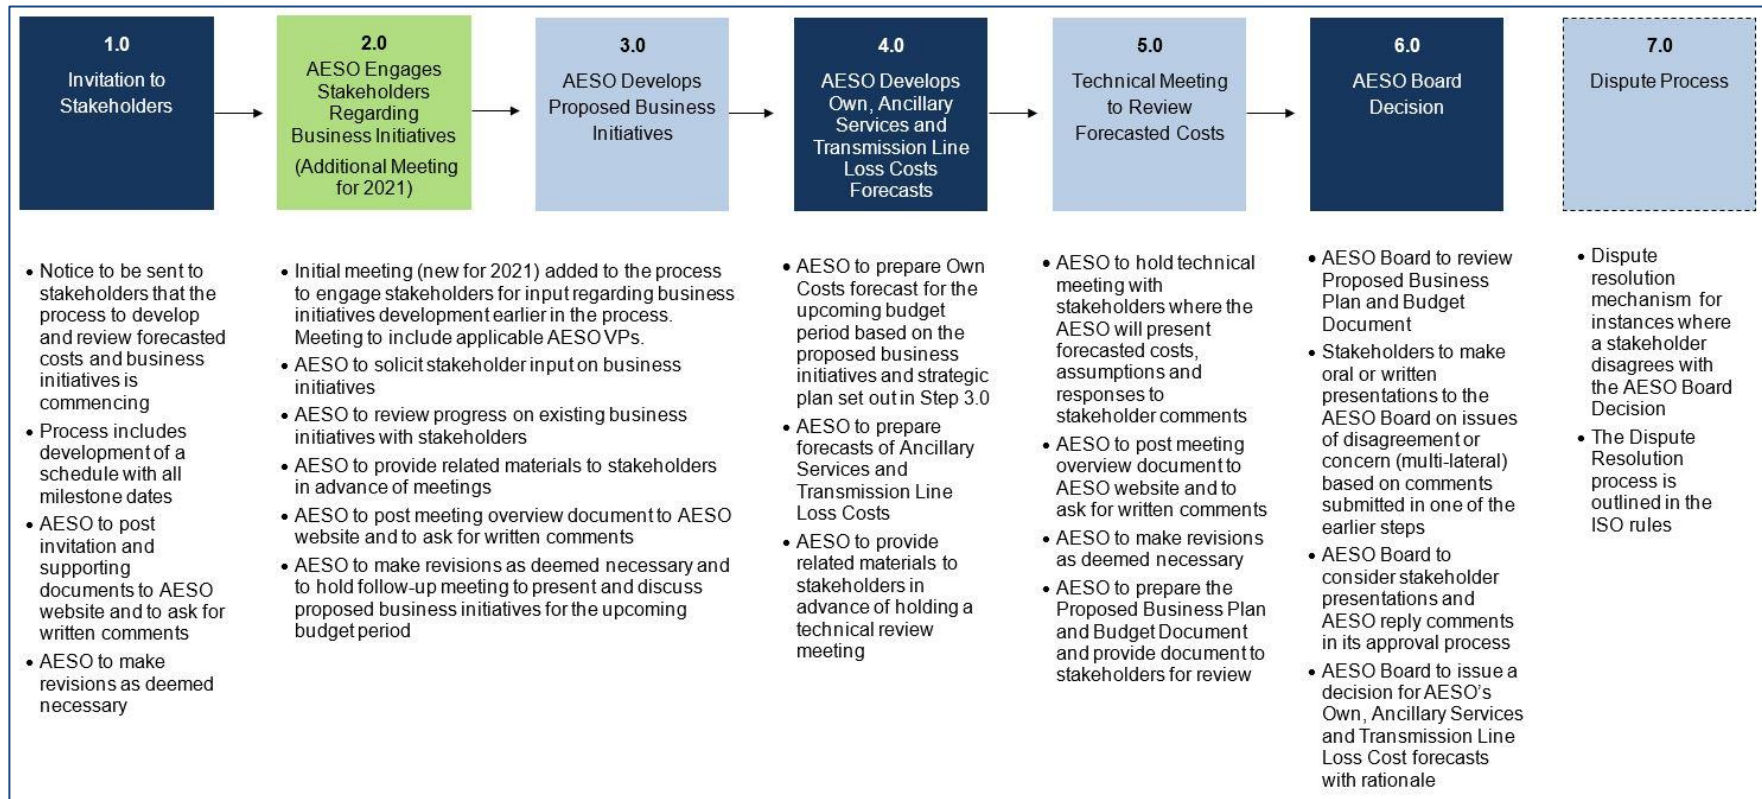 1.0
Invitation to
Stakeholders
2.0
AESO Engages
Stakeholders
Regarding
Business Initiatives
(Additional Meeting
for 2021)
3.0
AESO Develops
Proposed Business
Initiatives
4.0
AESO Develops
Own, Ancillary
Services and
Transmission Line
Loss Costs
Forecasts
5.0
Technical Meeting
to Review
Forecasted Costs
6.0
AESO Board
Decision
7.0
Dispute Process
• Notice to be sent to
stakeholders that the
process to develop
and review forecasted
costs and business
initiatives is
commencing
• Process includes
development of a
schedule with all
milestone dates
• AESO to post
invitation and
supporting
documents to AESO
website and to ask for
written comments
• AESO to make
revisions as deemed
necessary
• Initial meeting (new for 2021) added to the process
to engage stakeholders for input regarding business
initiatives development earlier in the process.
Meeting to include applicable AESO VPs.
• AESO to solicit stakeholder input on business
initiatives
• AESO to review progress on existing business
initiatives with stakeholders
• AESO to provide related materials to stakeholders
in advance of meetings
• AESO to post meeting overview document to AESO
website and to ask for written comments
• AESO to make revisions as deemed necessary and
to hold follow-up meeting to present and discuss
proposed business initiatives for the upcoming
budget period
• AESO to prepare Own
Costs forecast for the
upcoming budget
period based on the
proposed business
initiatives and strategic
plan set out in Step 3.0
• AESO to prepare
forecasts of Ancillary
Services and
Transmission Line
Loss Costs
• AESO to provide
related materials to
stakeholders in
advance of holding a
technical review
meeting
• AESO to hold technical
meeting with
stakeholders where the
AESO will present
forecasted costs,
assumptions and
responses to
stakeholder comments
• AESO to post meeting
overview document to
AESO website and to
ask for written comments
• AESO to make revisions
as deemed necessary
• AESO to prepare the
Proposed Business Plan
and Budget Document
and provide document to
stakeholders for review
• AESO Board to review
Proposed Business
Plan and Budget
Document
• Stakeholders to make
oral or written
presentations to the
AESO Board on issues
of disagreement or
concern (multi-lateral)
based on comments
submitted in one of the
earlier steps
• AESO Board to
consider stakeholder
presentations and
AESO reply comments
in its approval process
• AESO Board to issue a
decision for AESO's
Own, Ancillary Services
and Transmission Line
Loss Cost forecasts
with rationale
• Dispute
resolution
mechanism for
instances where
a stakeholder
disagrees with
the AESO Board
Decision
• The Dispute
Resolution
process is
outlined in the
ISO rules